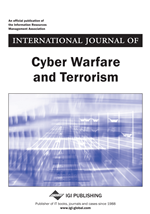 An official publication of
the Information Resources
Management Association
INTERNATIONAL JOURNAL OF
Cyber Warfare
and Terrorism
IGI PUBLISHING
Publisher of IT books, journals and cases since 1988
www.igi-global.com